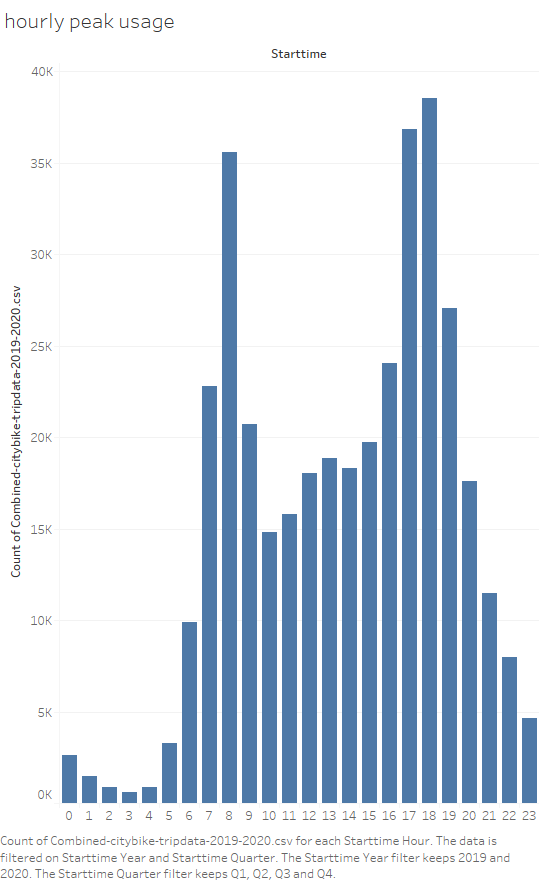 hourly peak usage
Starttime
40K
35K
30K
25K
20K
15K
10K
5K
0K
Count of Combined-citybike-tripdata-2019-2020.csv
0 1 2 3 4 5 6 7 8 9 10 11 12 13 14 15 16 17 18 19 20 21 22 23
Count of Combined-citybike-tripdata-2019-2020.csv for each Starttime Hour. The data is
filtered on Starttime Year and Starttime Quarter. The Starttime Year filter keeps 2019 and
2020. The Starttime Quarter filter keeps Q1, Q2, Q3 and Q4.